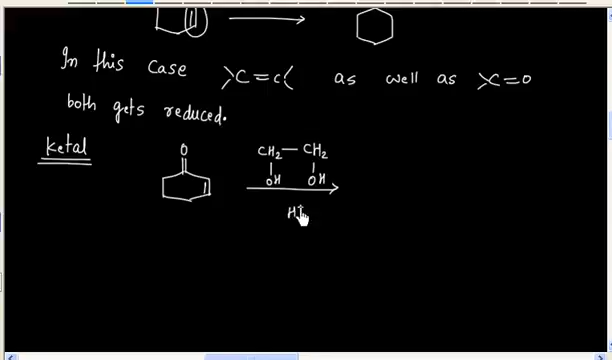 In this case >C=C< as well as >C=O
both gets reduced.
Ketal
O
CH2—CH2
OH OH
H+